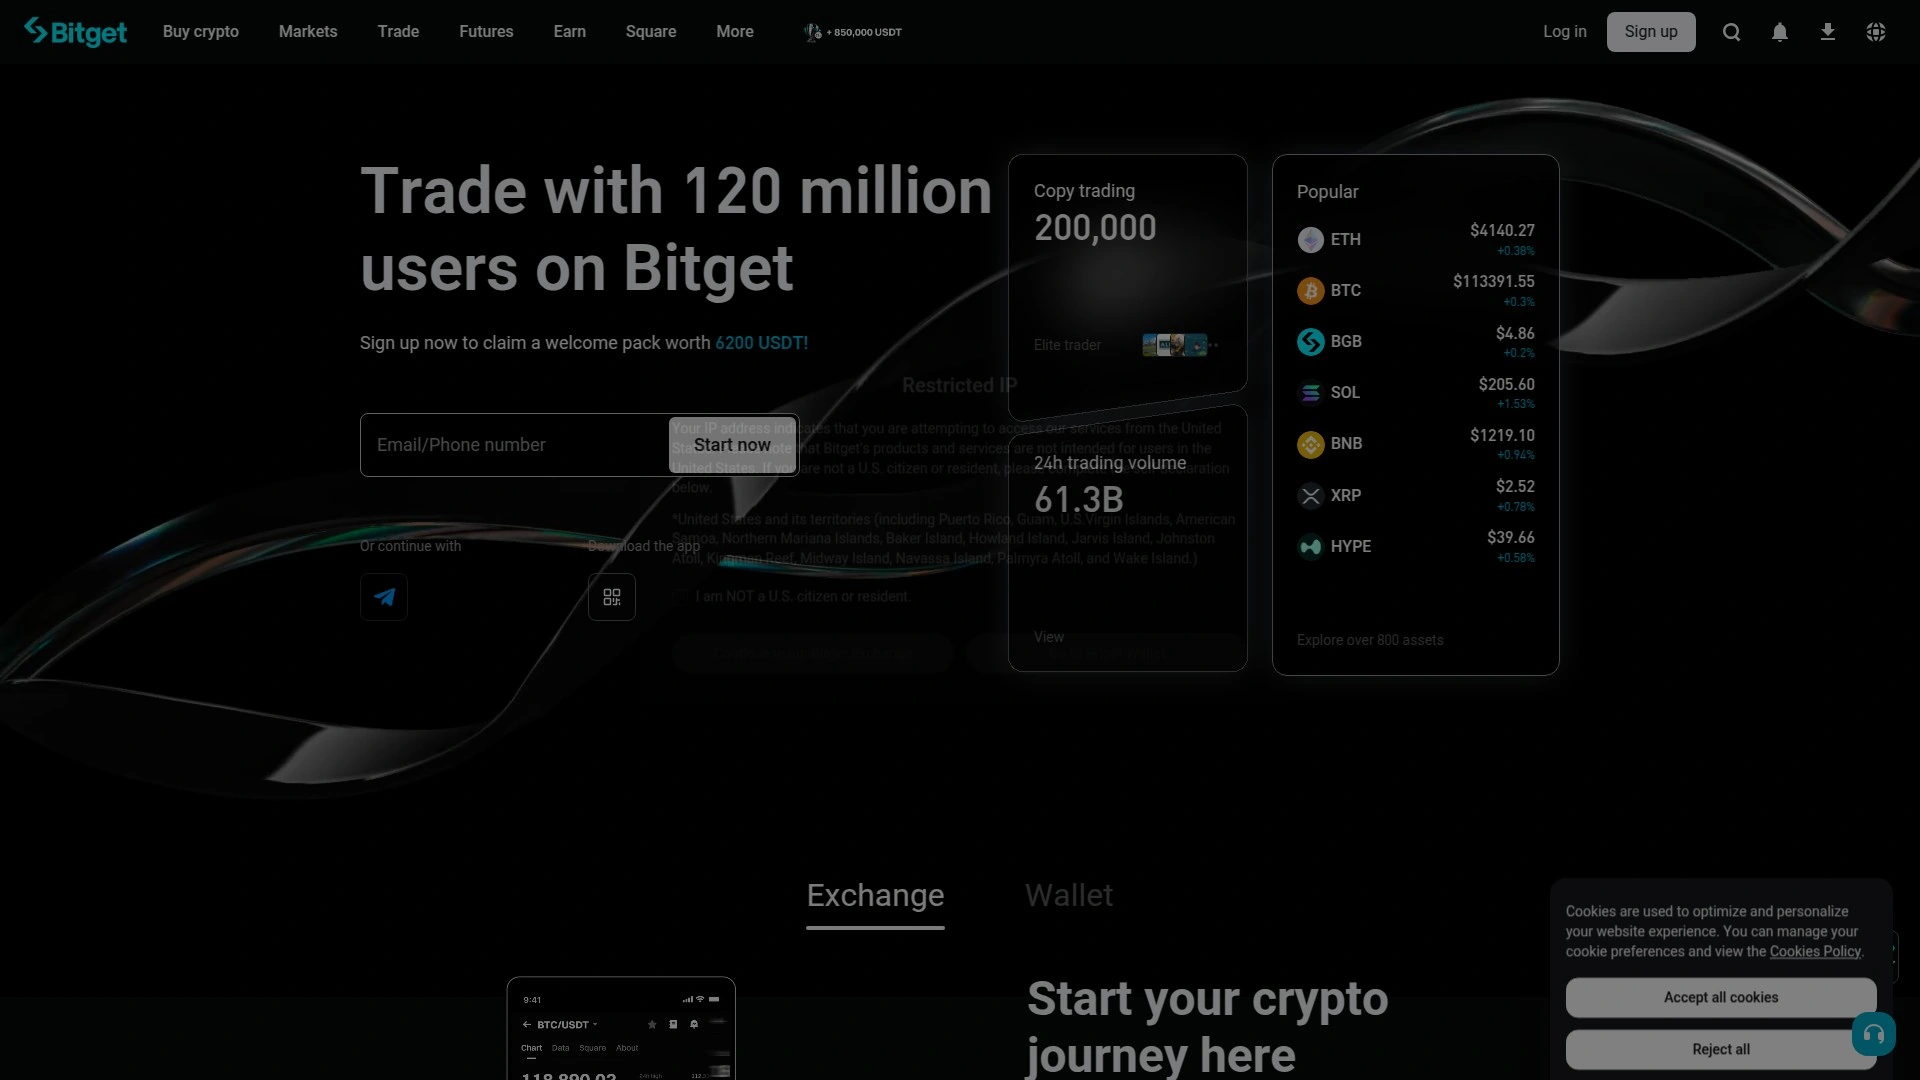 Bitget
Buy crypto
Markets
Trade
Futures
Earn
Square
More
+ 850,000 USDT
Log in
Sign up
Trade with 120 million
users on Bitget
Sign up now to claim a welcome pack worth 6200 USDT!
Email/Phone number
Start now
Or continue with
Download the app
Copy trading
200,000
Elite trader
24h trading volume
61.3B
View
Popular
ETH
$4140.27
+0.38%
BTC
$113391.55
+0.3%
BGB
$4.86
+0.2%
SOL
$205.60
+1.53%
BNB
$1219.10
+0.94%
XRP
$2.52
+0.78%
HYPE
$39.66
+0.58%
Explore over 800 assets
Restricted IP
Your IP address indicates that you are attempting to access our services from the United
that Bitget's products and services are not intended for users in the
United States. If you are not a U.S. citizen or resident,
below.
*United States and its territories (including Puerto Rico, Guam, U.S Virgin Islands, American
Samoa, Northern Mariana Islands, Baker Island, Howland Island, Jarvis Island, Johnston
Atoll, Kingman Reef, Midway Island, Navassa Island, Palmyra Atoll, and Wake Island.)
I am NOT a U.S. citizen or resident.
Exchange
Wallet
9:41
BTC/USDT
Chart
Data
Square
About
118,890.03
24h high
Start your crypto
journey here
Cookies are used to optimize and personalize
your website experience. You can manage your
cookie preferences and view the Cookies Policy.
Accept all cookies
Reject all